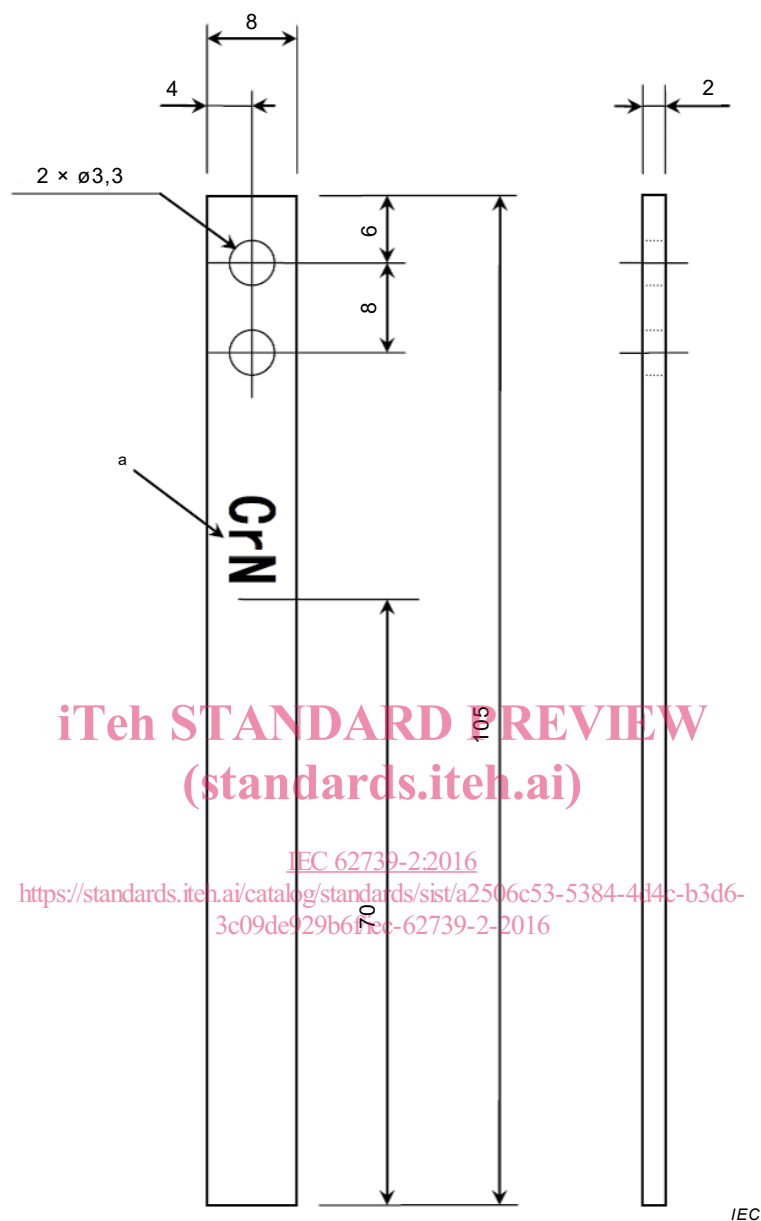 8
4
2
2 × ø3,3
6
8
a
CrN
iTeh STANDARD PREVIEW
105
(standards.iteh.ai)
IEC 62739-2:2016
https://standards.iteh.ai/catalog/standards/sist/a2506c53-5384-4d4c-b3d6-
70
3c09de929b6f/iec-62739-2-2016
IEC